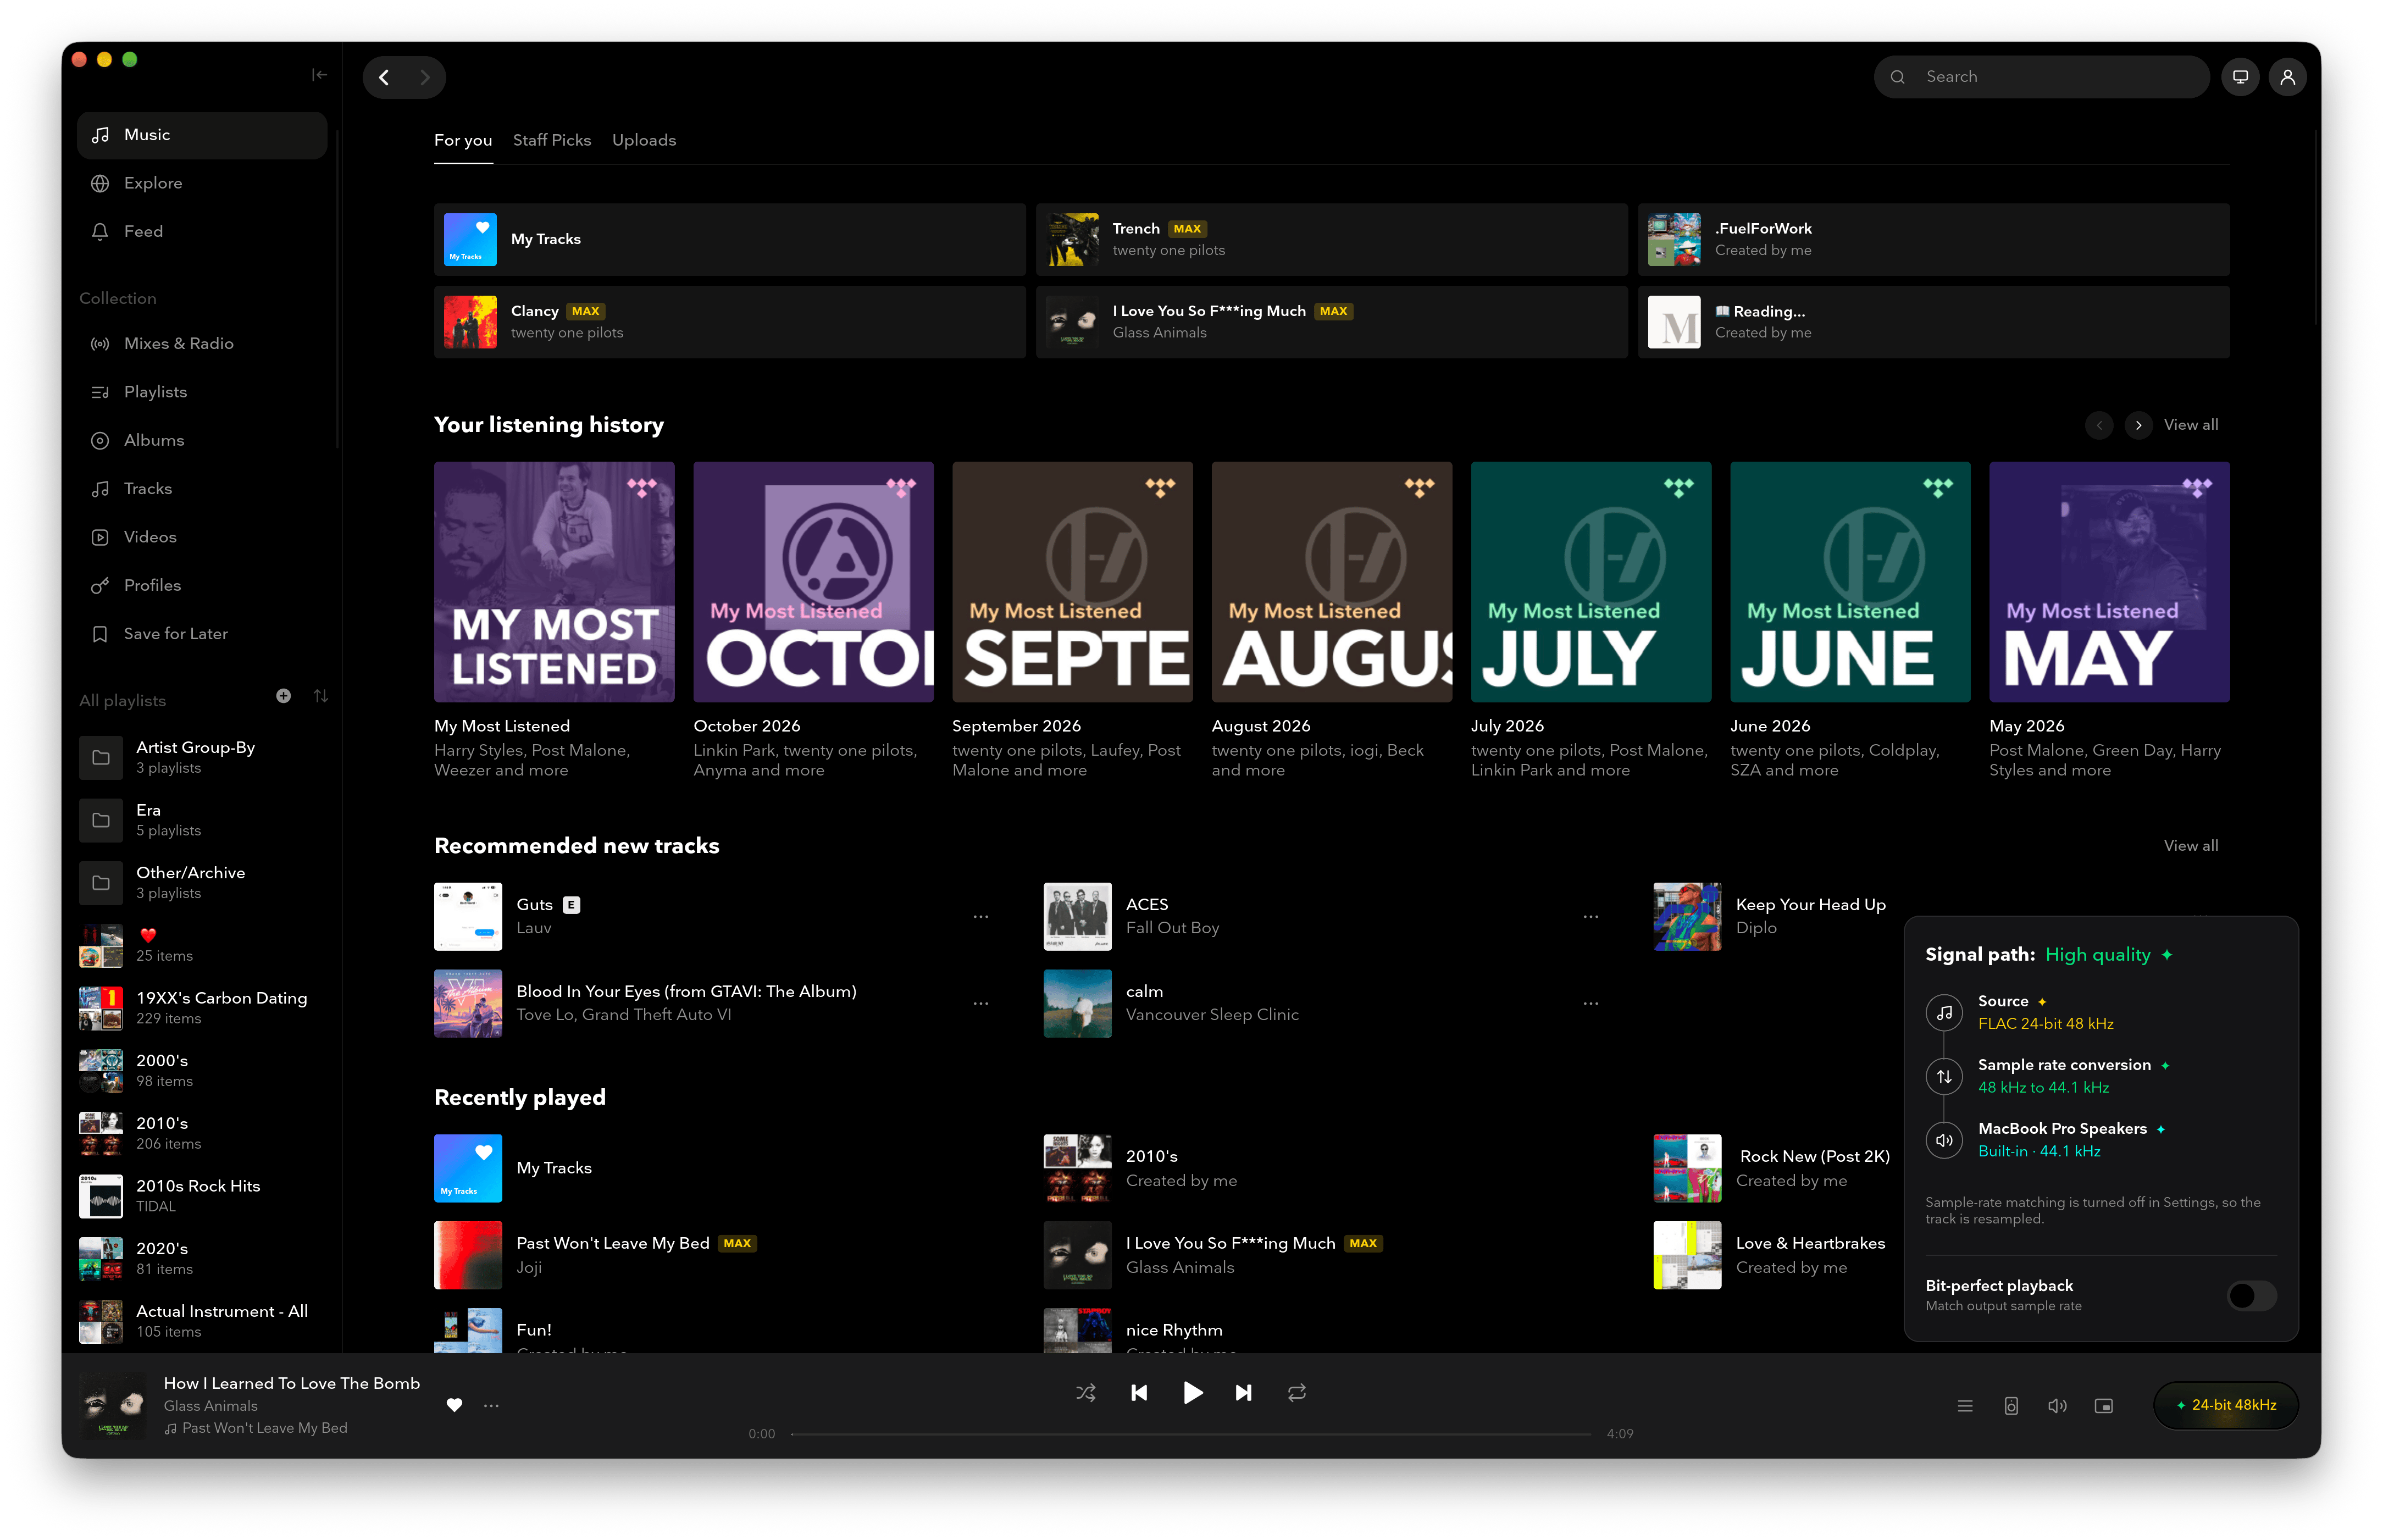 Search
Music
Explore
Feed
Collection
Mixes & Radio
Playlists
Albums
Tracks
Videos
Profiles
Save for Later
All playlists
Artist Group-By
3 playlists
Era
5 playlists
Other/Archive
3 playlists
❤️
25 items
19XX's Carbon Dating
229 items
2000's
98 items
2010's
206 items
2010s Rock Hits
TIDAL
2020's
81 items
Actual Instrument - All
105 items
For you
Staff Picks
Uploads
My Tracks
My Tracks
Trench MAX
twenty one pilots
.FuelForWork
Created by me
Clancy MAX
twenty one pilots
I Love You So F***ing Much MAX
Glass Animals
M
📖 Reading...
Created by me
Your listening history
View all
MY MOST
LISTENED
My Most Listened
Harry Styles, Post Malone,
Weezer and more
My Most Listened
OCTO
October 2026
Linkin Park, twenty one pilots,
Anyma and more
My Most Listened
SEPTE
September 2026
twenty one pilots, Laufey, Post
Malone and more
My Most Listened
AUGUS
August 2026
twenty one pilots, iogi, Beck
and more
My Most Listened
JULY
July 2026
twenty one pilots, Post Malone,
Linkin Park and more
My Most Listened
JUNE
June 2026
twenty one pilots, Coldplay,
SZA and more
My Most Listened
MAY
May 2026
Post Malone, Green Day, Harry
Styles and more
Recommended new tracks
View all
Guts E
Lauv
ACES
Fall Out Boy
Keep Your Head Up
Diplo
Blood In Your Eyes (from GTAVI: The Album)
Tove Lo, Grand Theft Auto VI
calm
Vancouver Sleep Clinic
Recently played
My Tracks
My Tracks
2010's
Created by me
Rock New (Post 2K)
Created by me
Past Won't Leave My Bed MAX
Joji
I Love You So F***ing Much MAX
Glass Animals
Love & Heartbrakes
Created by me
Fun!
Created by me
nice Rhythm
Created by me
Signal path: High quality
Source
FLAC 24-bit 48 kHz
Sample rate conversion
48 kHz to 44.1 kHz
MacBook Pro Speakers
Built-in · 44.1 kHz
Sample-rate matching is turned off in Settings, so the
track is resampled.
Bit-perfect playback
Match output sample rate
How I Learned To Love The Bomb
Glass Animals
Past Won't Leave My Bed
0:00
4:09
24-bit 48kHz